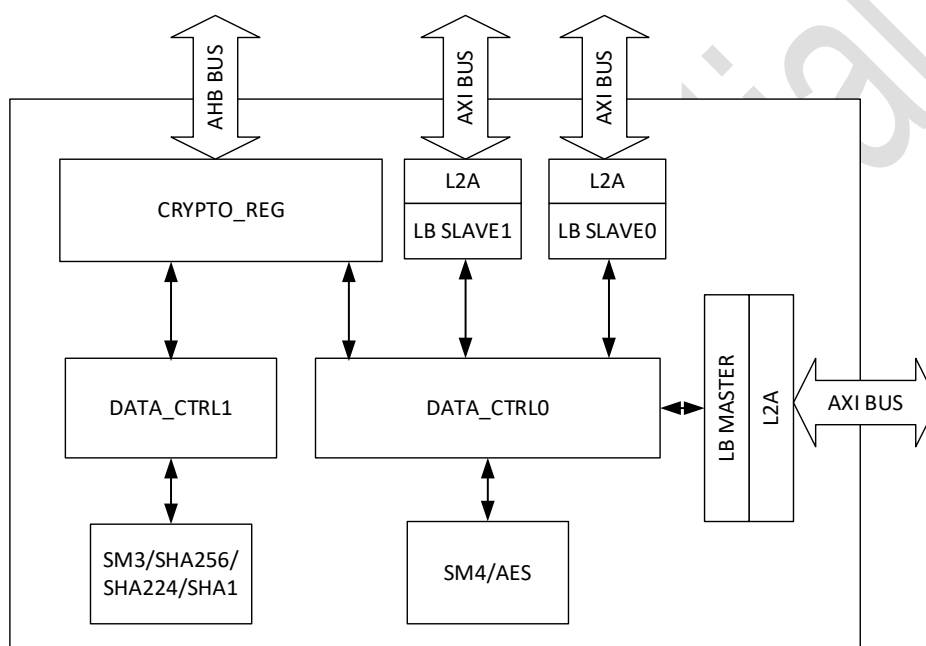 AHB BUS
AXI BUS
AXI BUS
CRYPTO_REG
L2A
LB SLAVE1
L2A
LB SLAVE0
DATA_CTRL1
DATA_CTRL0
LB MASTER
L2A
AXI BUS
SM3/SHA256/
SHA224/SHA1
SM4/AES